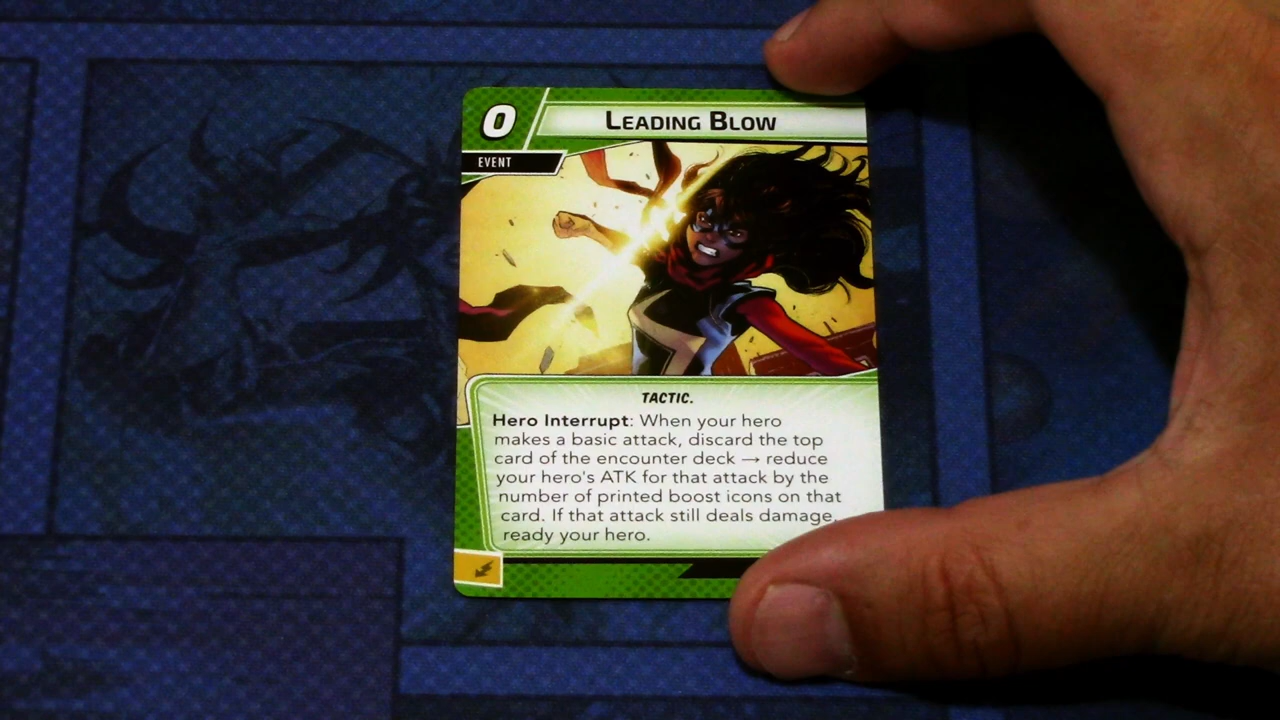 0
LEADING BLOW
EVENT
TACTIC.
Hero Interrupt: When your hero
makes a basic attack, discard the top
card of the encounter deck → reduce
your hero's ATK for that attack by the
number of printed boost icons on that
card. If that attack still deals damage,
ready your hero.